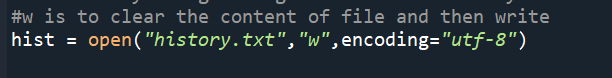 #w is to clear the content of file and then write
hist = open("history.txt","w",encoding="utf-8")